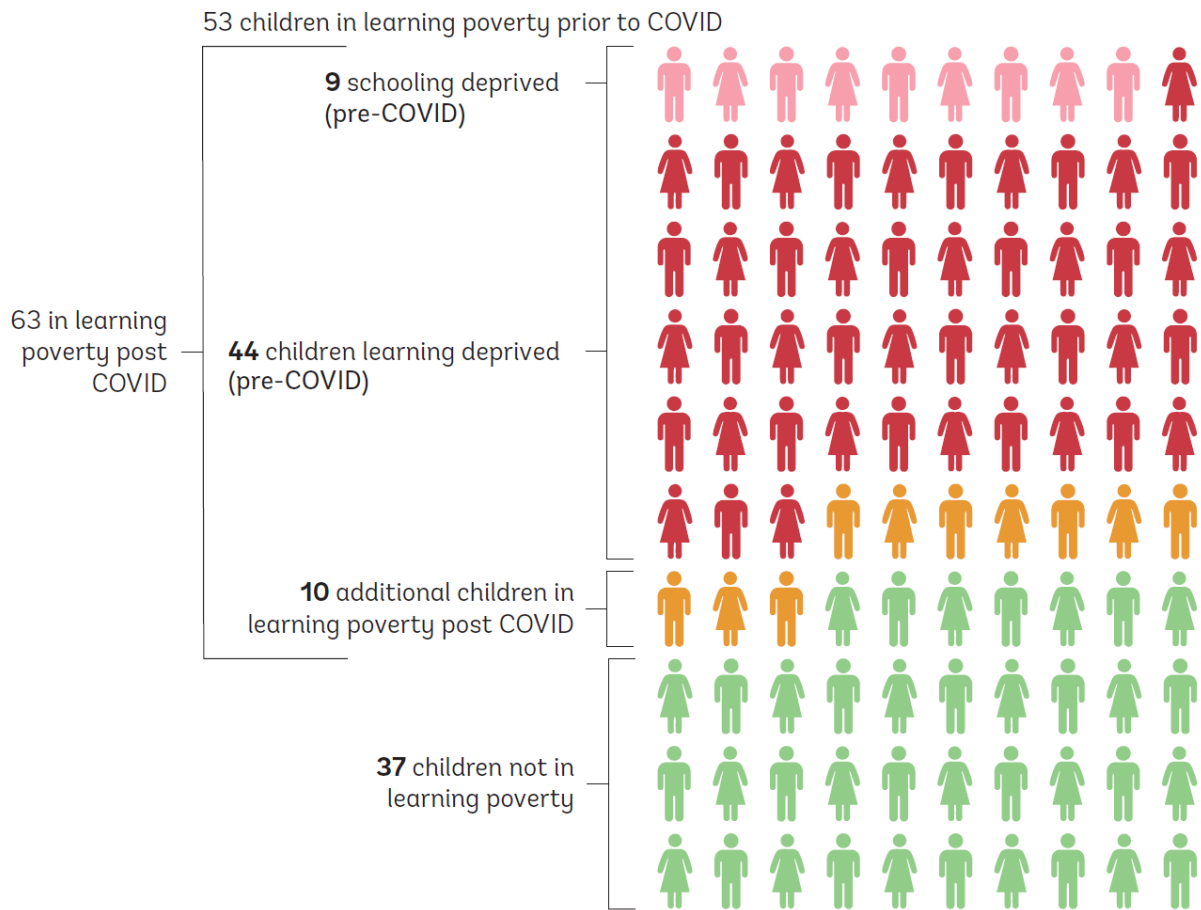 53 children in learning poverty prior to COVID
9 schooling deprived
(pre-COVID)
63 in learning
poverty post
COVID
44 children learning deprived
(pre-COVID)
10 additional children in
learning poverty post COVID
37 children not in
learning poverty